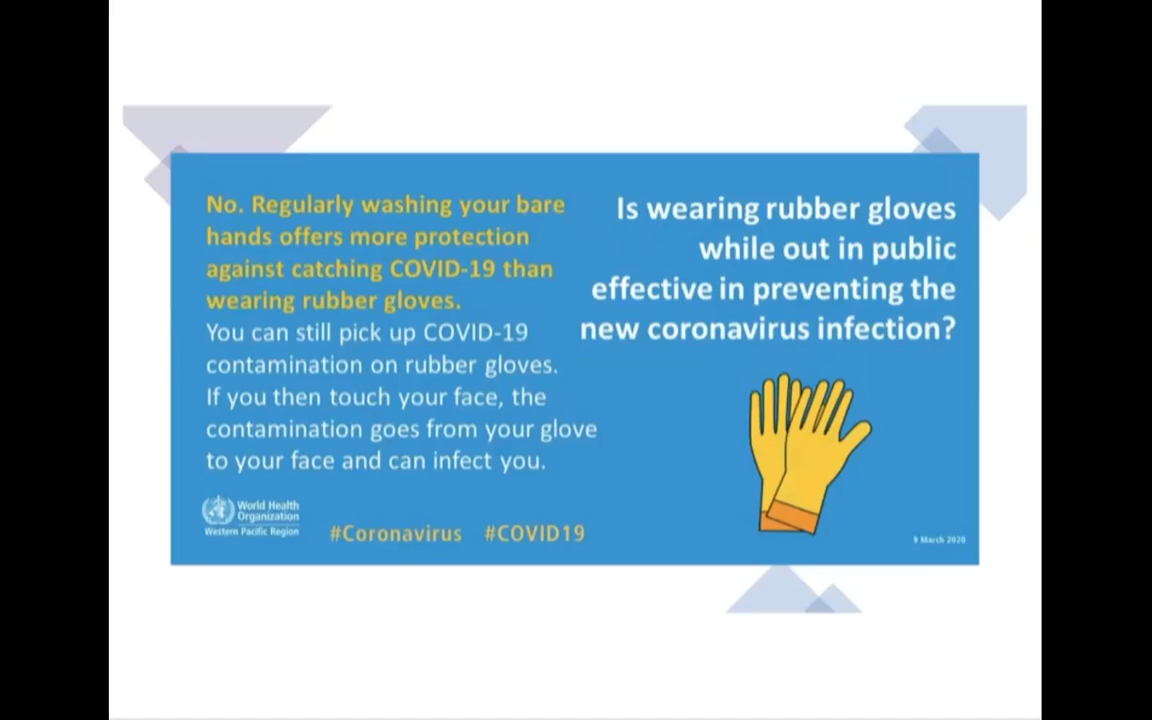 No. Regularly washing your bare
hands offers more protection
against catching COVID-19 than
wearing rubber gloves.
You can still pick up COVID-19
contamination on rubber gloves.
If you then touch your face, the
contamination goes from your glove
to your face and can infect you.
World Health
Organization
Western Pacific Region
#Coronavirus #COVID19
Is wearing rubber gloves
while out in public
effective in preventing the
new coronavirus infection?
9 March 2020